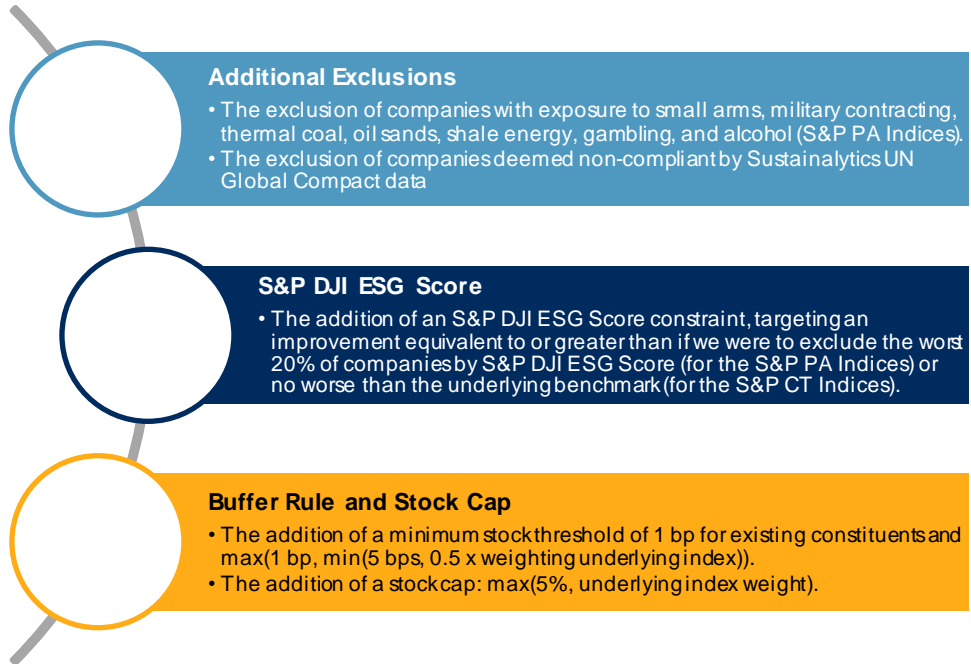 Additional Exclusions
• The exclusion of companies with exposure to small arms, military contracting,
thermal coal, oil sands, shale energy, gambling, and alcohol (S&P PA Indices).
• The exclusion of companies deemed non-compliant by Sustainalytics UN
Global Compact data
S&P DJI ESG Score
• The addition of an S&P DJI ESG Score constraint, targeting an
improvement equivalent to or greater than if we were to exclude the worst
20% of companies by S&P DJI ESG Score (for the S&P PA Indices) or
no worse than the underlying benchmark (for the S&P CT Indices).
Buffer Rule and Stock Cap
• The addition of a minimum stock threshold of 1 bp for existing constituents and
max(1 bp, min(5 bps, 0.5 x weighting underlying index)).
• The addition of a stock cap: max(5%, underlying index weight).